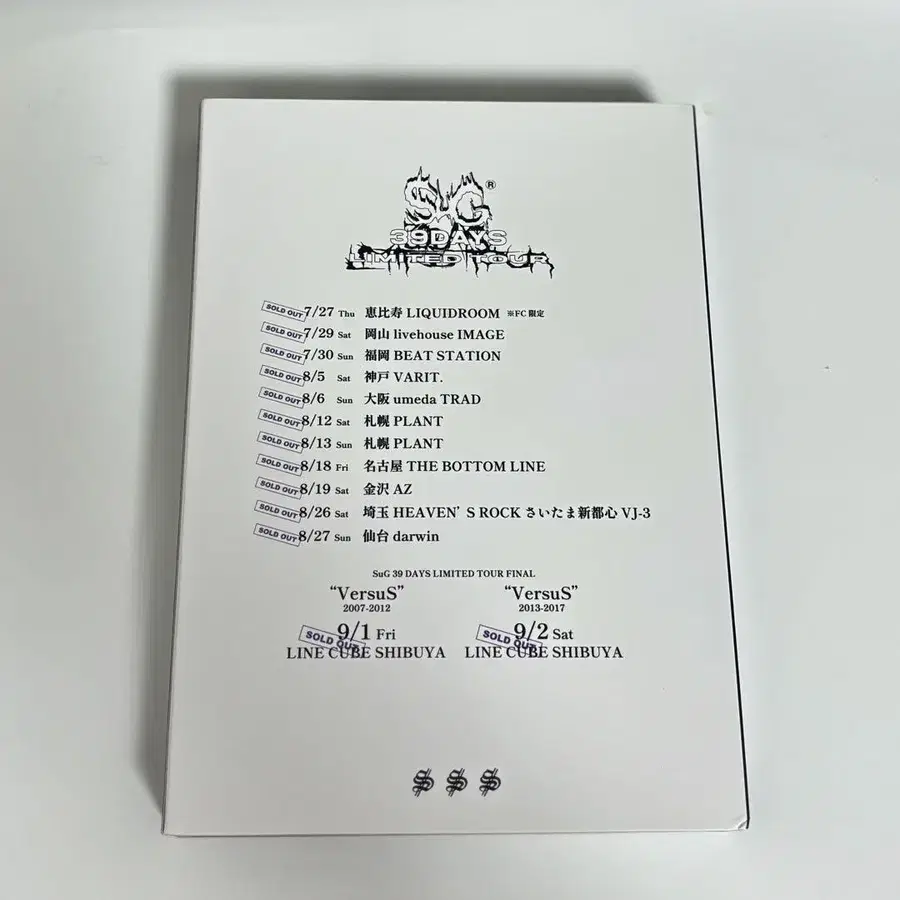 SuG®
39DAYS
LIMITED TOUR
SOLD OUT 7/27 Thu 恵比寿 LIQUIDROOM ※FC限定
SOLD OUT 7/29 Sat 岡山 livehouse IMAGE
SOLD OUT 7/30 Sun 福岡 BEAT STATION
SOLD OUT 8/5 Sat 神戸 VARIT.
SOLD OUT 8/6 Sun 大阪 umeda TRAD
SOLD OUT 8/12 Sat 札幌 PLANT
SOLD OUT 8/13 Sun 札幌 PLANT
SOLD OUT 8/18 Fri 名古屋 THE BOTTOM LINE
SOLD OUT 8/19 Sat 金沢 AZ
SOLD OUT 8/26 Sat 埼玉 HEAVEN’S ROCK さいたま新都心 VJ-3
SOLD OUT 8/27 Sun 仙台 darwin
SuG 39 DAYS LIMITED TOUR FINAL
“VersuS”
2007-2012
9/1 Fri
SOLD OUT
LINE CUBE SHIBUYA
“VersuS”
2013-2017
9/2 Sat
SOLD OUT
LINE CUBE SHIBUYA